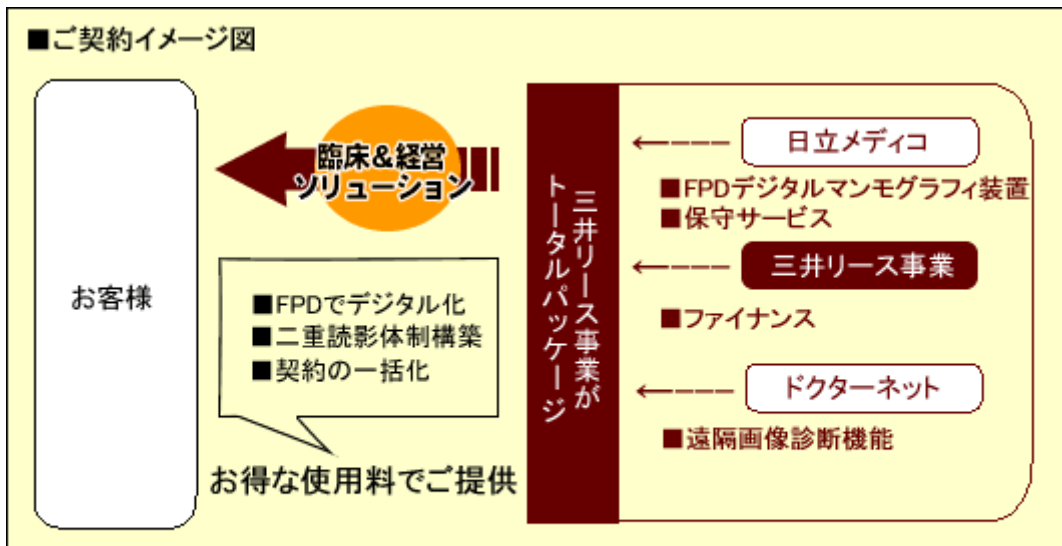 ■ご契約イメージ図
お客様
臨床&経営
ソリューション
■FPDでデジタル化
■二重読影体制構築
■契約の一括化
お得な使用料でご提供
三井リース事業が
トータルパッケージ
日立メディコ
■FPDデジタルマンモグラフィ装置
■保守サービス
三井リース事業
■ファイナンス
ドクターネット
■遠隔画像診断機能